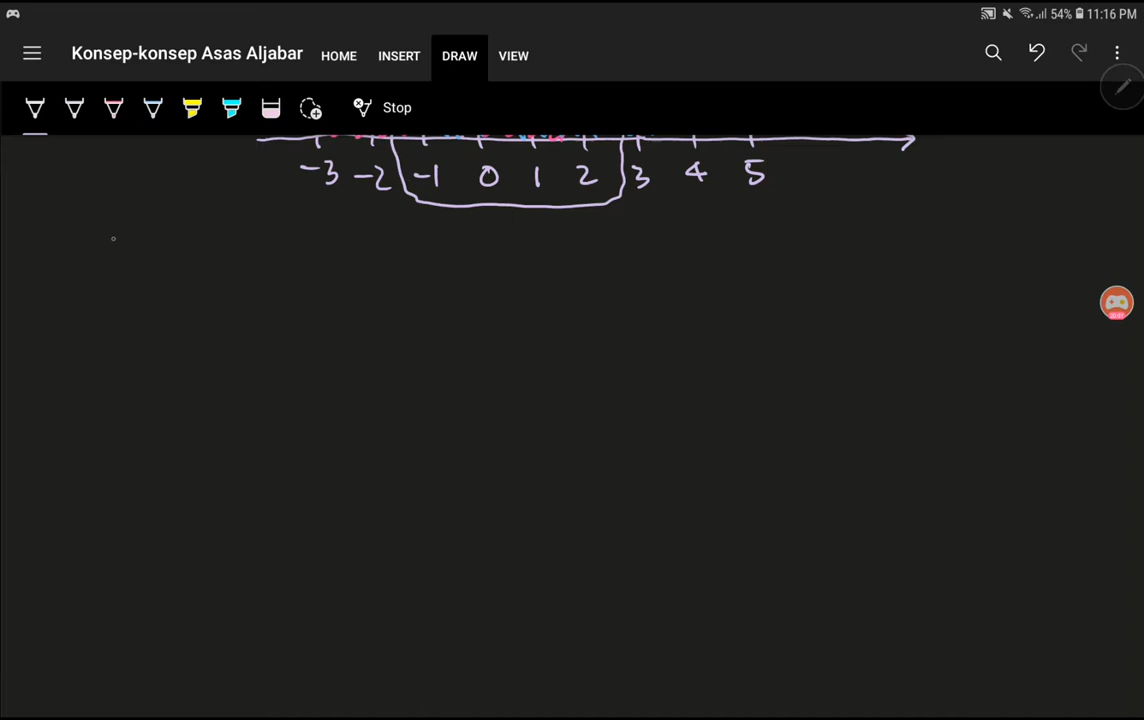 54% 11:16 PM
Konsep-konsep Asas Aljabar HOME INSERT DRAW VIEW
Stop
-3 -2 -1 0 1 2 3 4 5